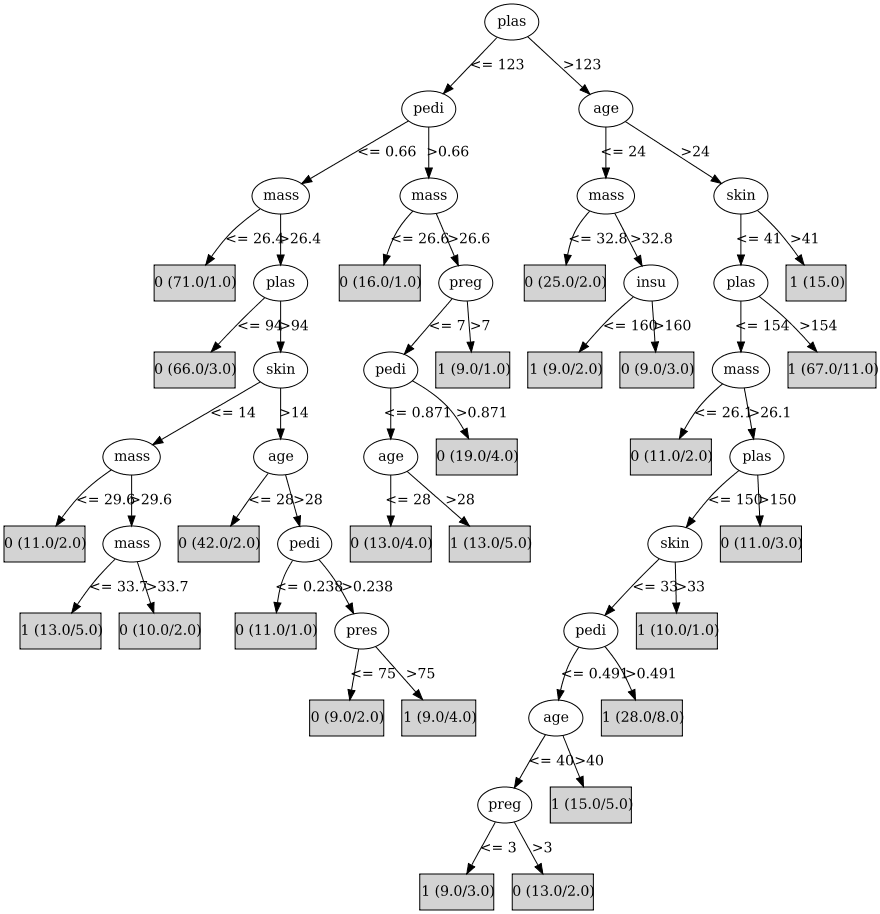 plas
<= 123 >123
pedi age
<= 0.66 >0.66 <= 24 >24
mass mass mass skin
<= 26.4 >26.4 <= 26.6 >26.6 <= 32.8 >32.8 <= 41 >41
0 (71.0/1.0) plas 0 (16.0/1.0) preg 0 (25.0/2.0) insu plas 1 (15.0)
<= 94 >94 <= 7 >7 <= 160 >160 <= 154 >154
0 (66.0/3.0) skin pedi 1 (9.0/1.0) 1 (9.0/2.0) 0 (9.0/3.0) mass 1 (67.0/11.0)
<= 14 >14 <= 0.871 >0.871 <= 26.1 >26.1
mass age age 0 (19.0/4.0) 0 (11.0/2.0) plas
<= 29.6 >29.6 <= 28 >28 <= 28 >28 <= 150 >150
0 (11.0/2.0) mass 0 (42.0/2.0) pedi 0 (13.0/4.0) 1 (13.0/5.0) skin 0 (11.0/3.0)
<= 33.7 >33.7 <= 0.238 >0.238 <= 33 >33
1 (13.0/5.0) 0 (10.0/2.0) 0 (11.0/1.0) pres pedi 1 (10.0/1.0)
<= 75 >75 <= 0.491 >0.491
0 (9.0/2.0) 1 (9.0/4.0) age 1 (28.0/8.0)
<= 40 >40
preg 1 (15.0/5.0)
<= 3 >3
1 (9.0/3.0) 0 (13.0/2.0)